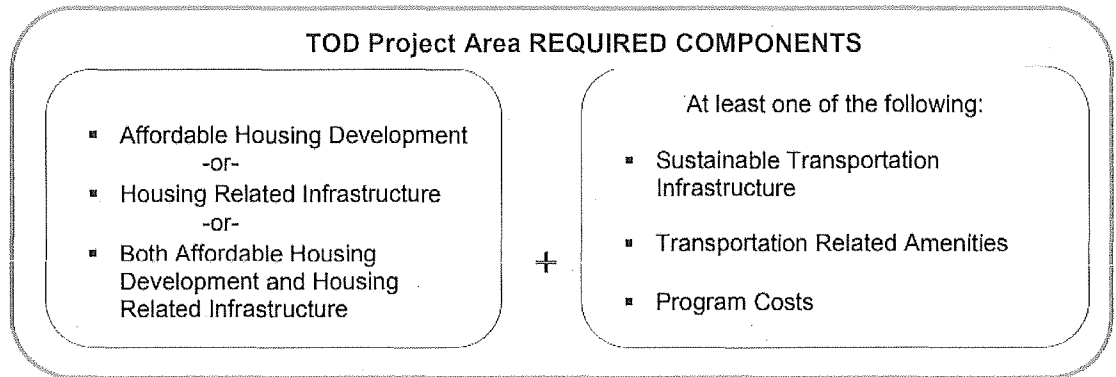 TOD Project Area REQUIRED COMPONENTS
▪ Affordable Housing Development
-or-
▪ Housing Related Infrastructure
-or-
▪ Both Affordable Housing
Development and Housing
Related Infrastructure
+
At least one of the following:
▪ Sustainable Transportation
Infrastructure
▪ Transportation Related Amenities
▪ Program Costs